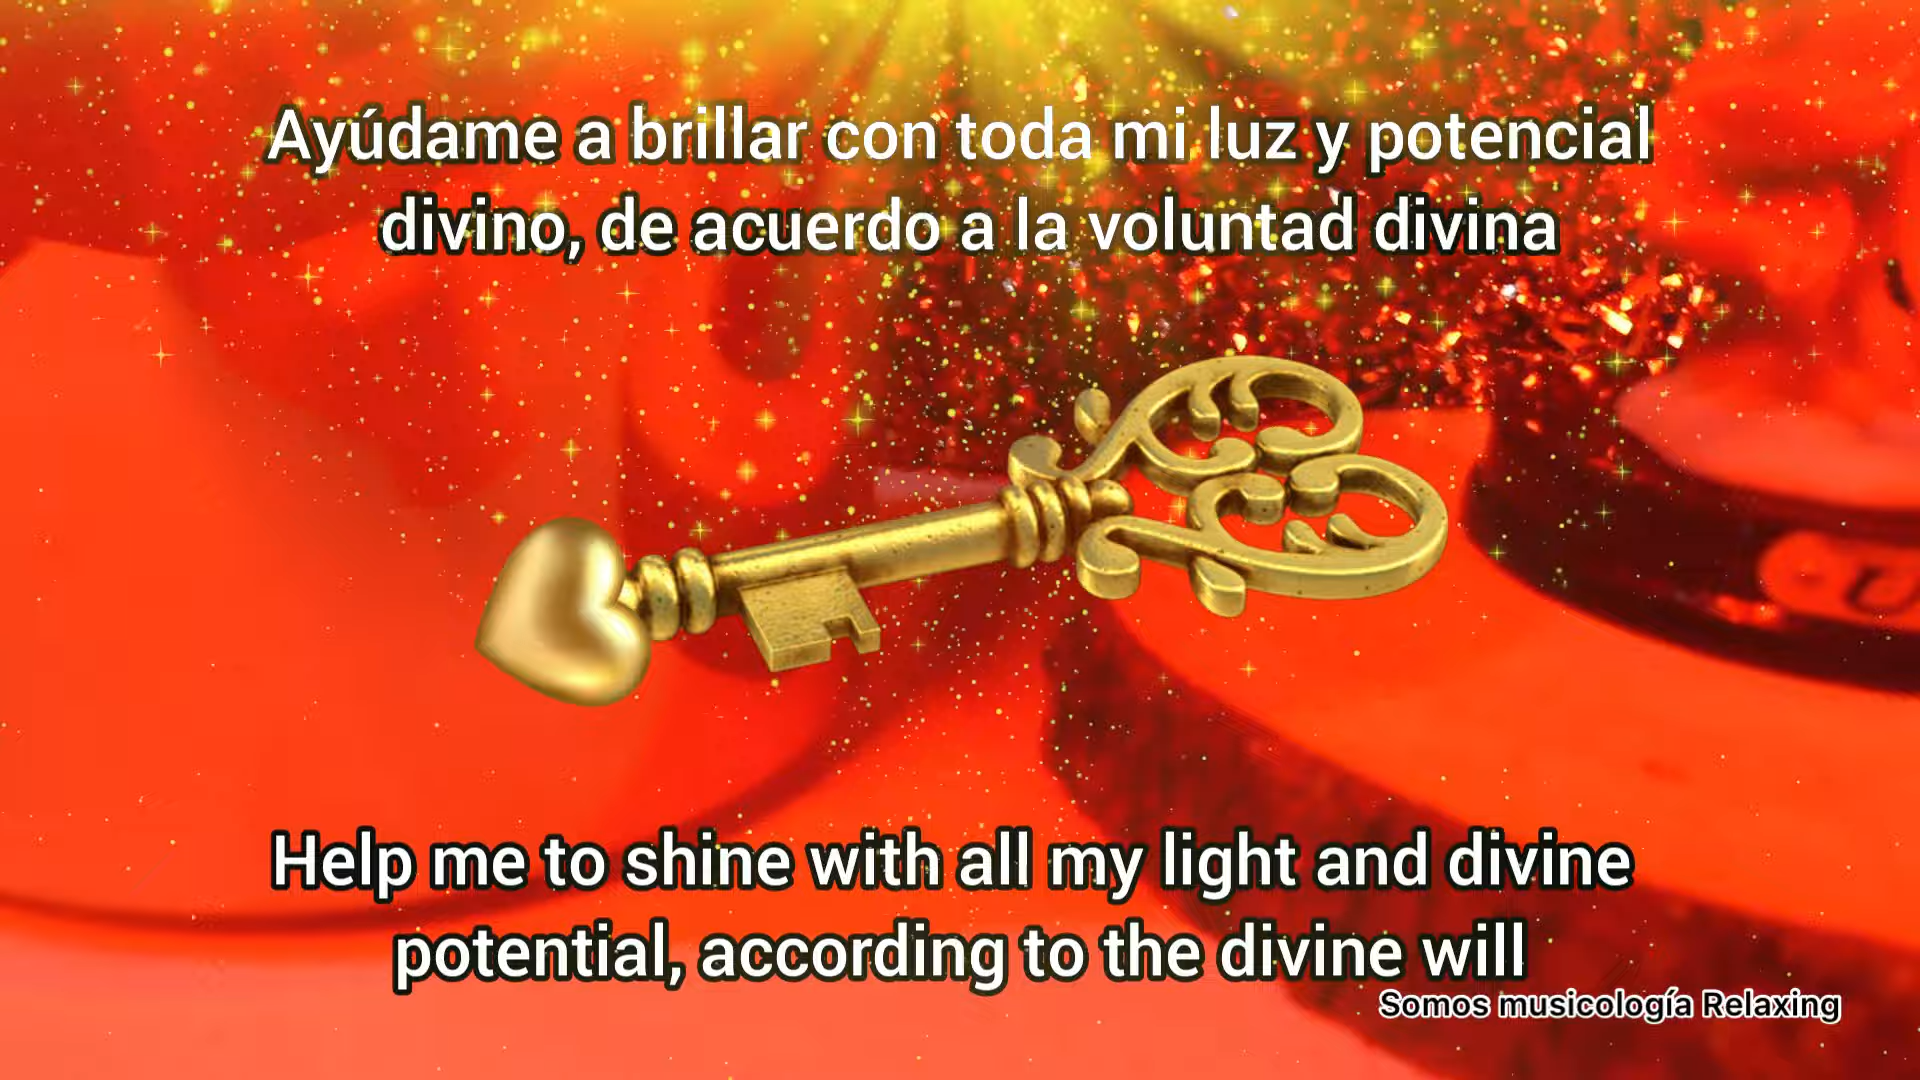 Ayúdame a brillar con toda mi luz y potencial
divino, de acuerdo a la voluntad divina
Help me to shine with all my light and divine
potential, according to the divine will
Somos musicología Relaxing